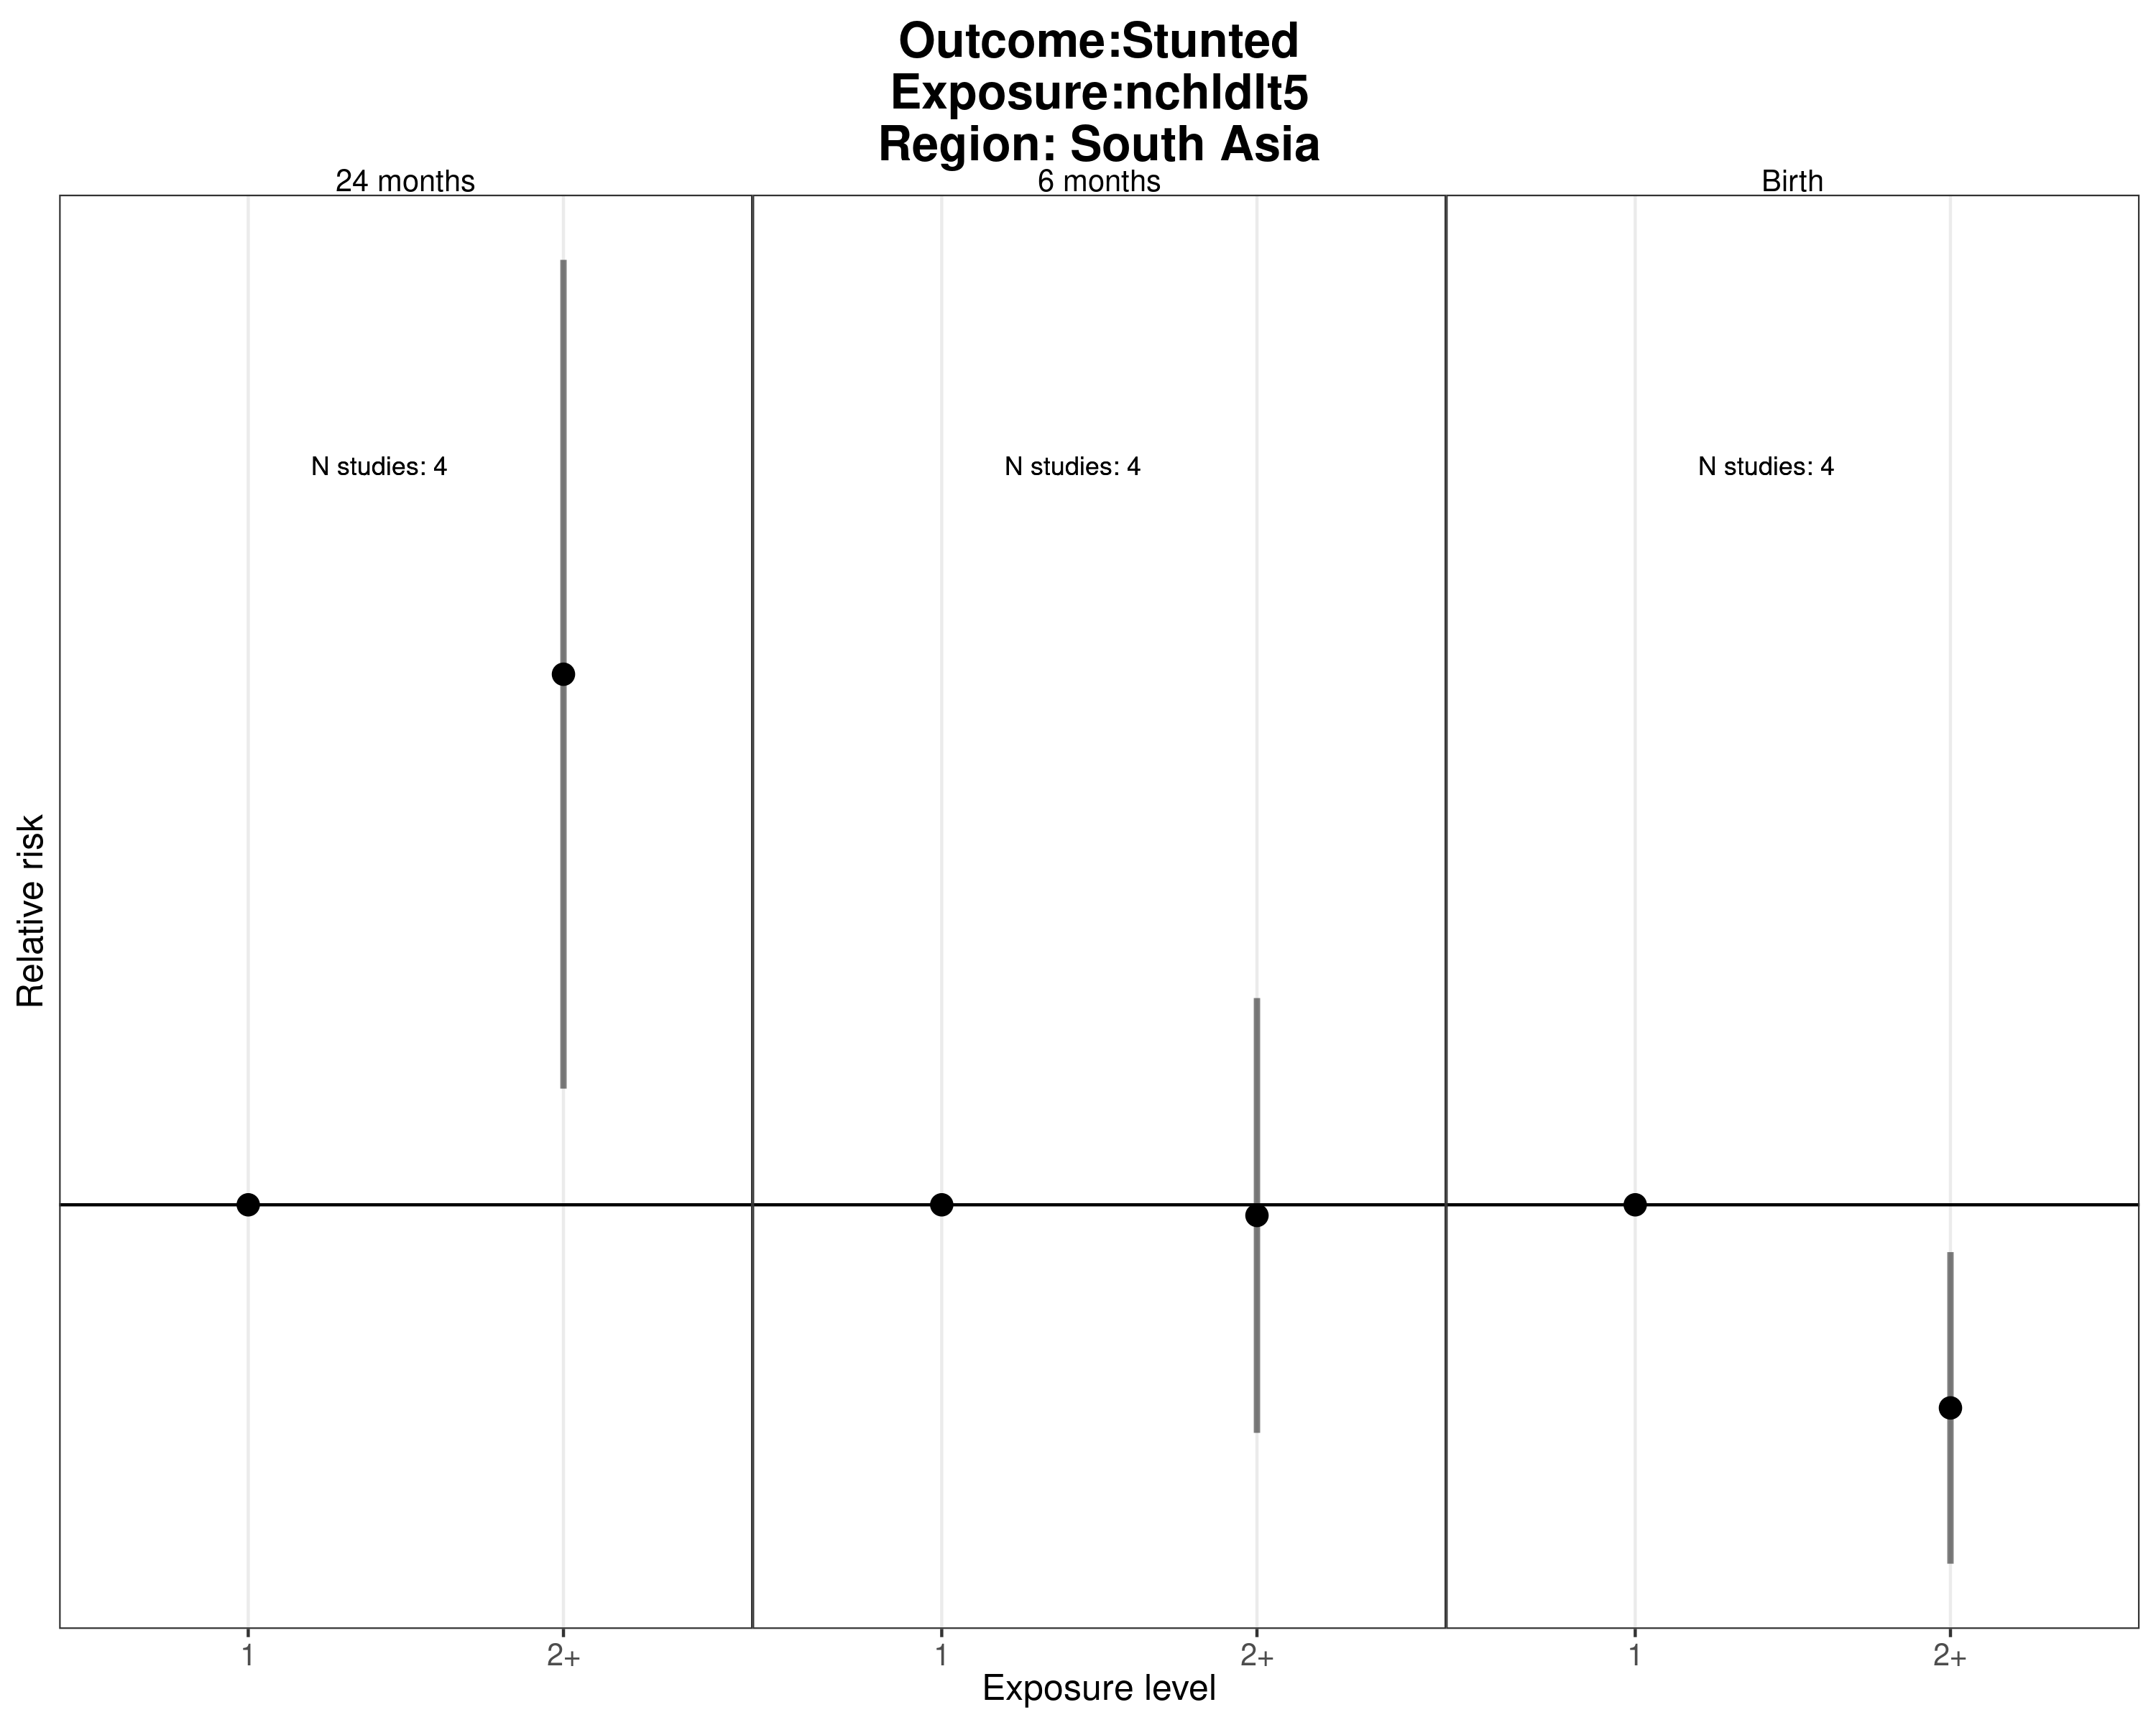 Outcome:Stunted
Exposure:nchldlt5
Region: South Asia
24 months
6 months
Birth
N studies: 4
N studies: 4
N studies: 4
Relative risk
1
2+
1
2+
1
2+
Exposure level